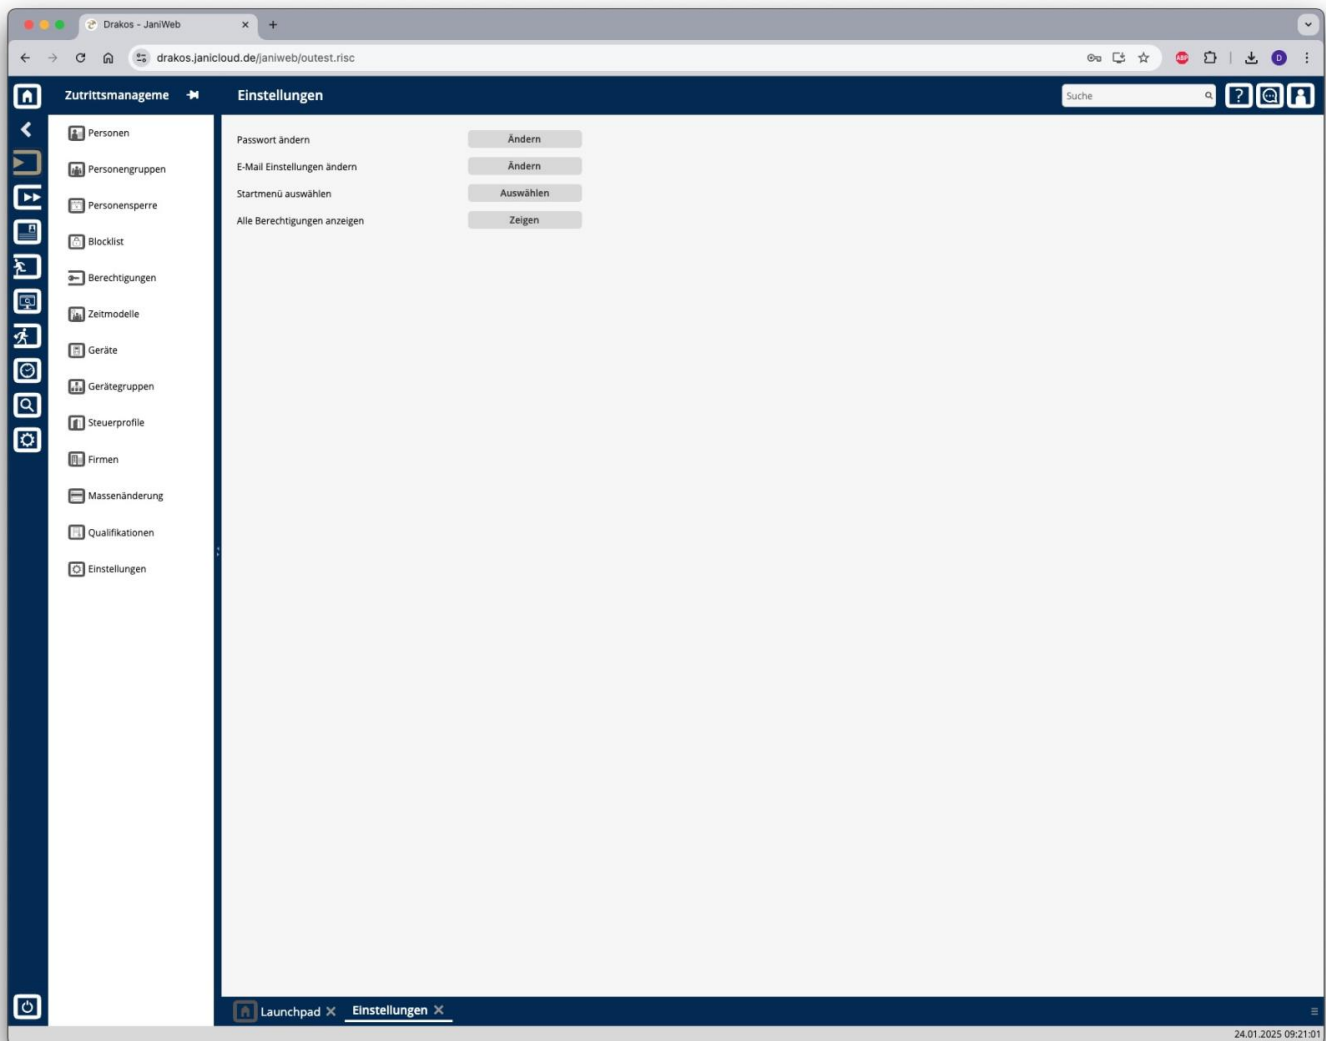 Drakos - JaniWeb
drakos.janicloud.de/janiweb/outest.risc
ABP
D
Zutrittsmanageme
Einstellungen
Suche
Personen
Personengruppen
Personensperre
Blocklist
Berechtigungen
Zeitmodelle
Geräte
Gerätegruppen
Steuerprofile
Firmen
Massenänderung
Qualifikationen
Einstellungen
Passwort ändern Ändern
E-Mail Einstellungen ändern Ändern
Startmenü auswählen Auswählen
Alle Berechtigungen anzeigen Zeigen
Launchpad Einstellungen
24.01.2025 09:21:01